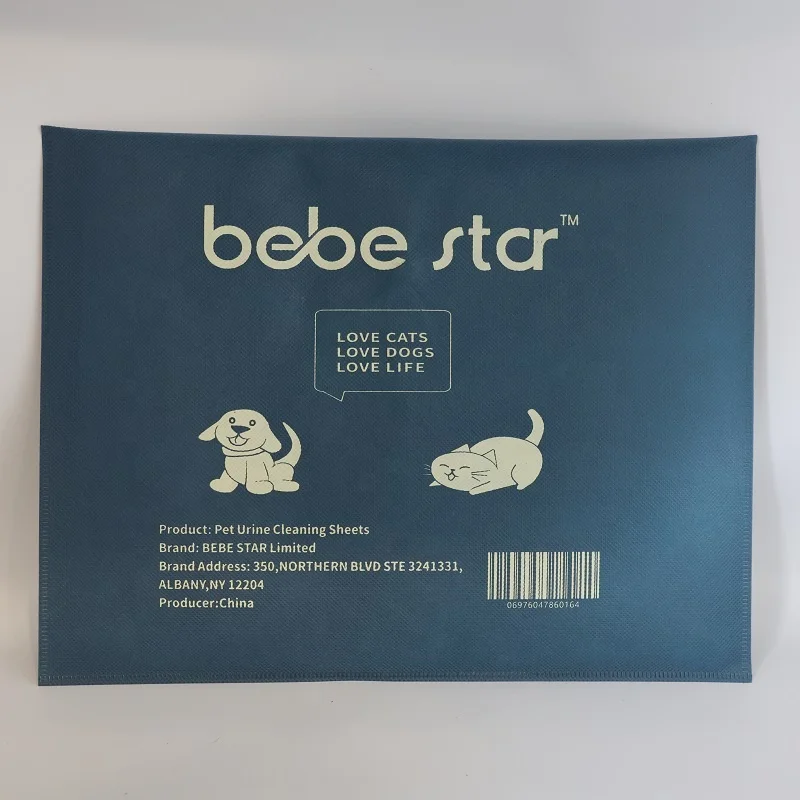 bebe star™
LOVE CATS
LOVE DOGS
LOVE LIFE
Product: Pet Urine Cleaning Sheets
Brand: BEBE STAR Limited
Brand Address: 350,NORTHERN BLVD STE 3241331,
ALBANY,NY 12204
Producer:China
06976047860164